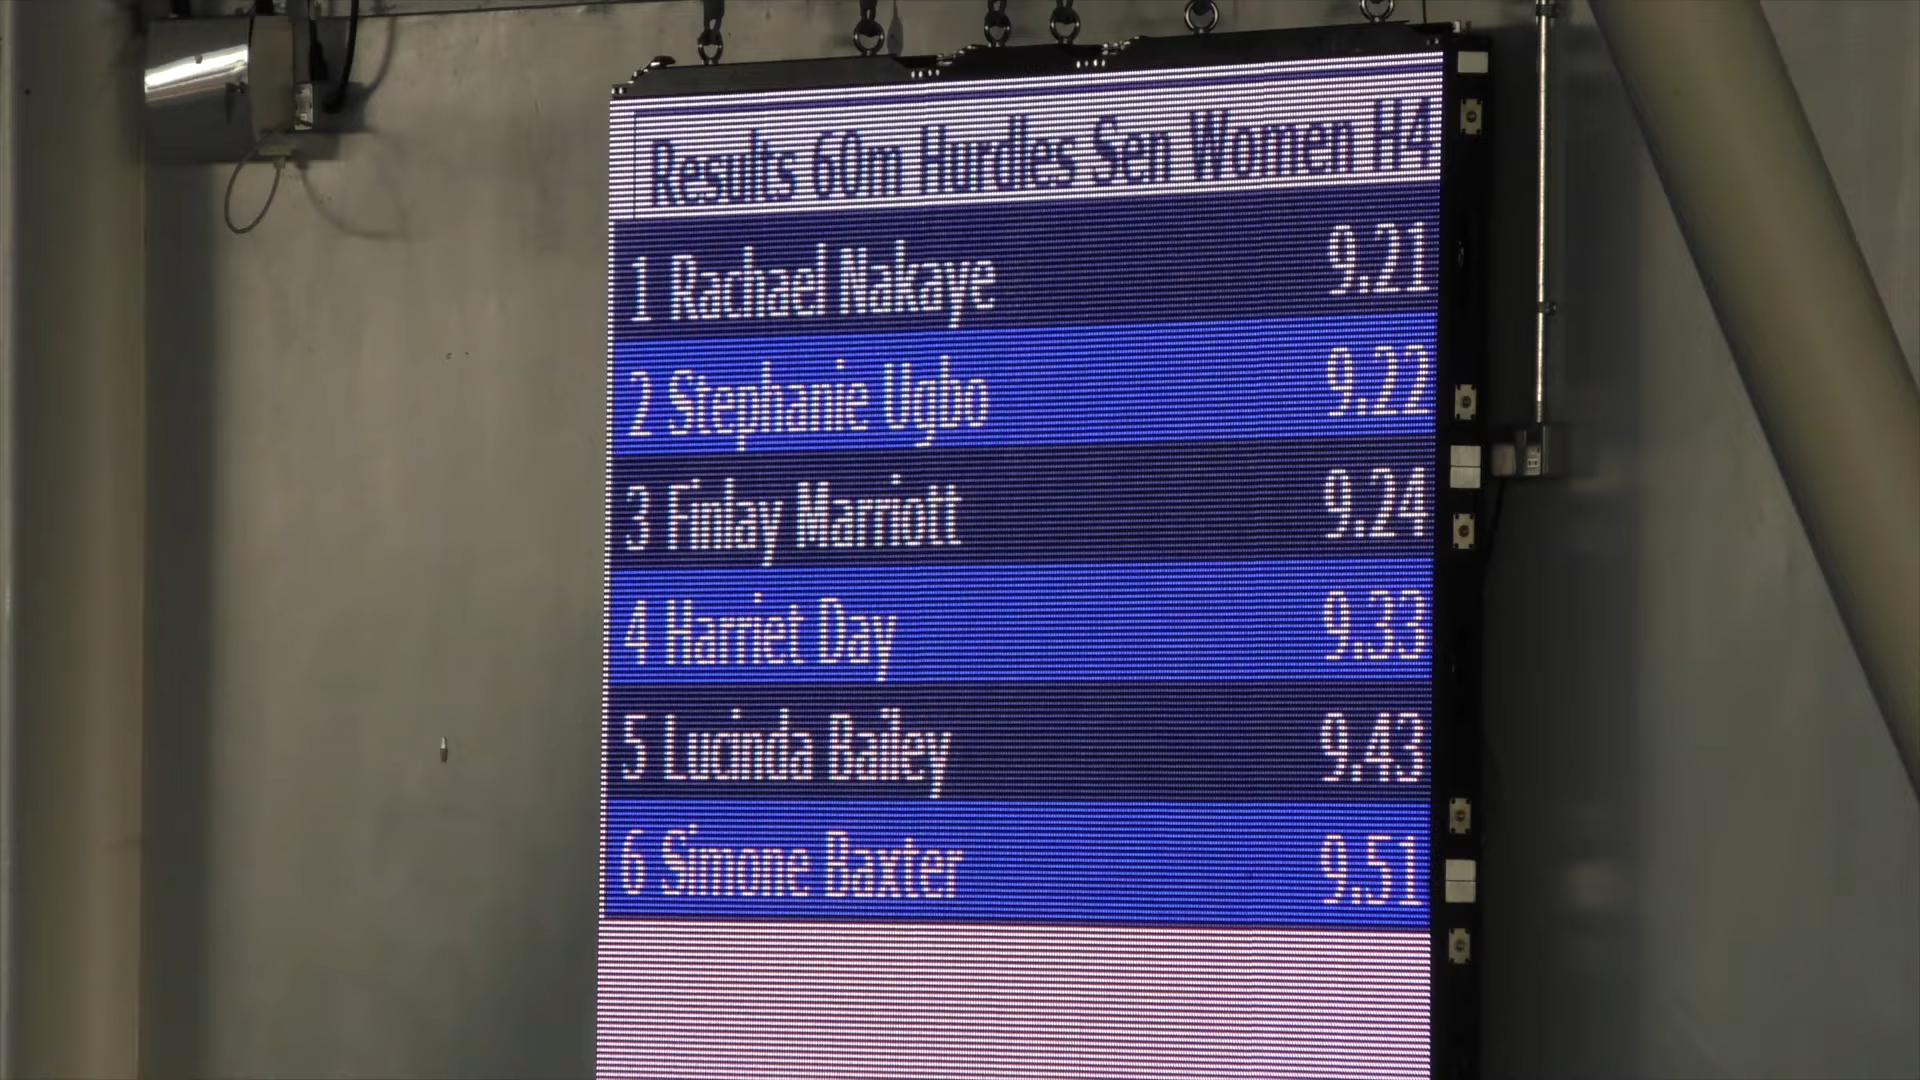 Results 60m Hurdles Sen Women H4
1 Rachael Nakaye 9.21
2 Stephanie Ugbo 9.22
3 Finlay Marriott 9.24
4 Harriet Day 9.33
5 Lucinda Bailey 9.43
6 Simone Baxter 9.51